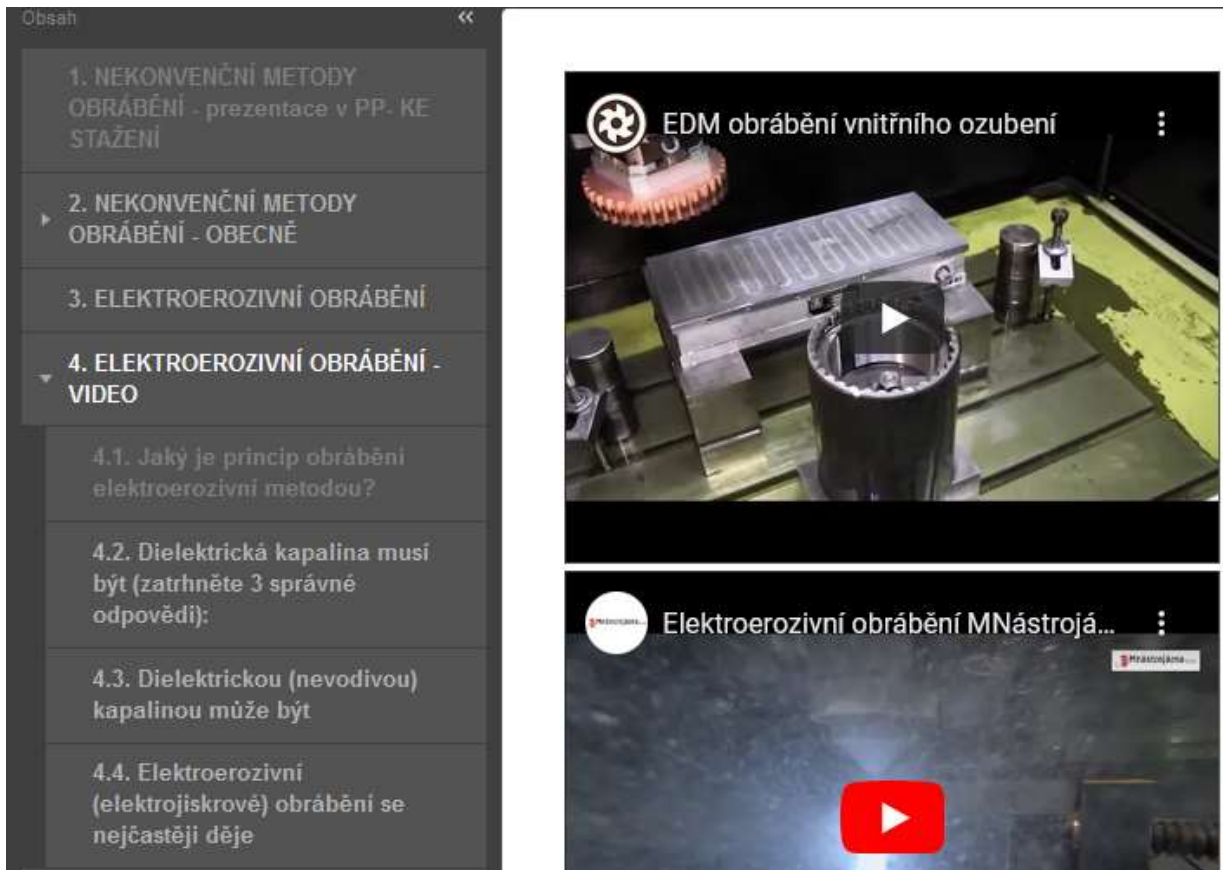 Obsah
1. NEKONVENČNÍ METODY
OBRÁBĚNÍ - prezentace v PP- KE
STAŽENÍ
2. NEKONVENČNÍ METODY
OBRÁBĚNÍ - OBECNĚ
3. ELEKTROEROZIVNÍ OBRÁBĚNÍ
4. ELEKTROEROZIVNÍ OBRÁBĚNÍ -
VIDEO
4.1. Jaký je princip obrábění
elektroerozivní metodou?
4.2. Dielektrická kapalina musí
být (zatrhněte 3 správné
odpovědi):
4.3. Dielektrickou (nevodivou)
kapalinou může být
4.4. Elektroerozivní
(elektrojiskrové) obrábění se
nejčastěji děje
EDM obrábění vnitřního ozubení
Elektroerozivní obrábění MNástrojá...